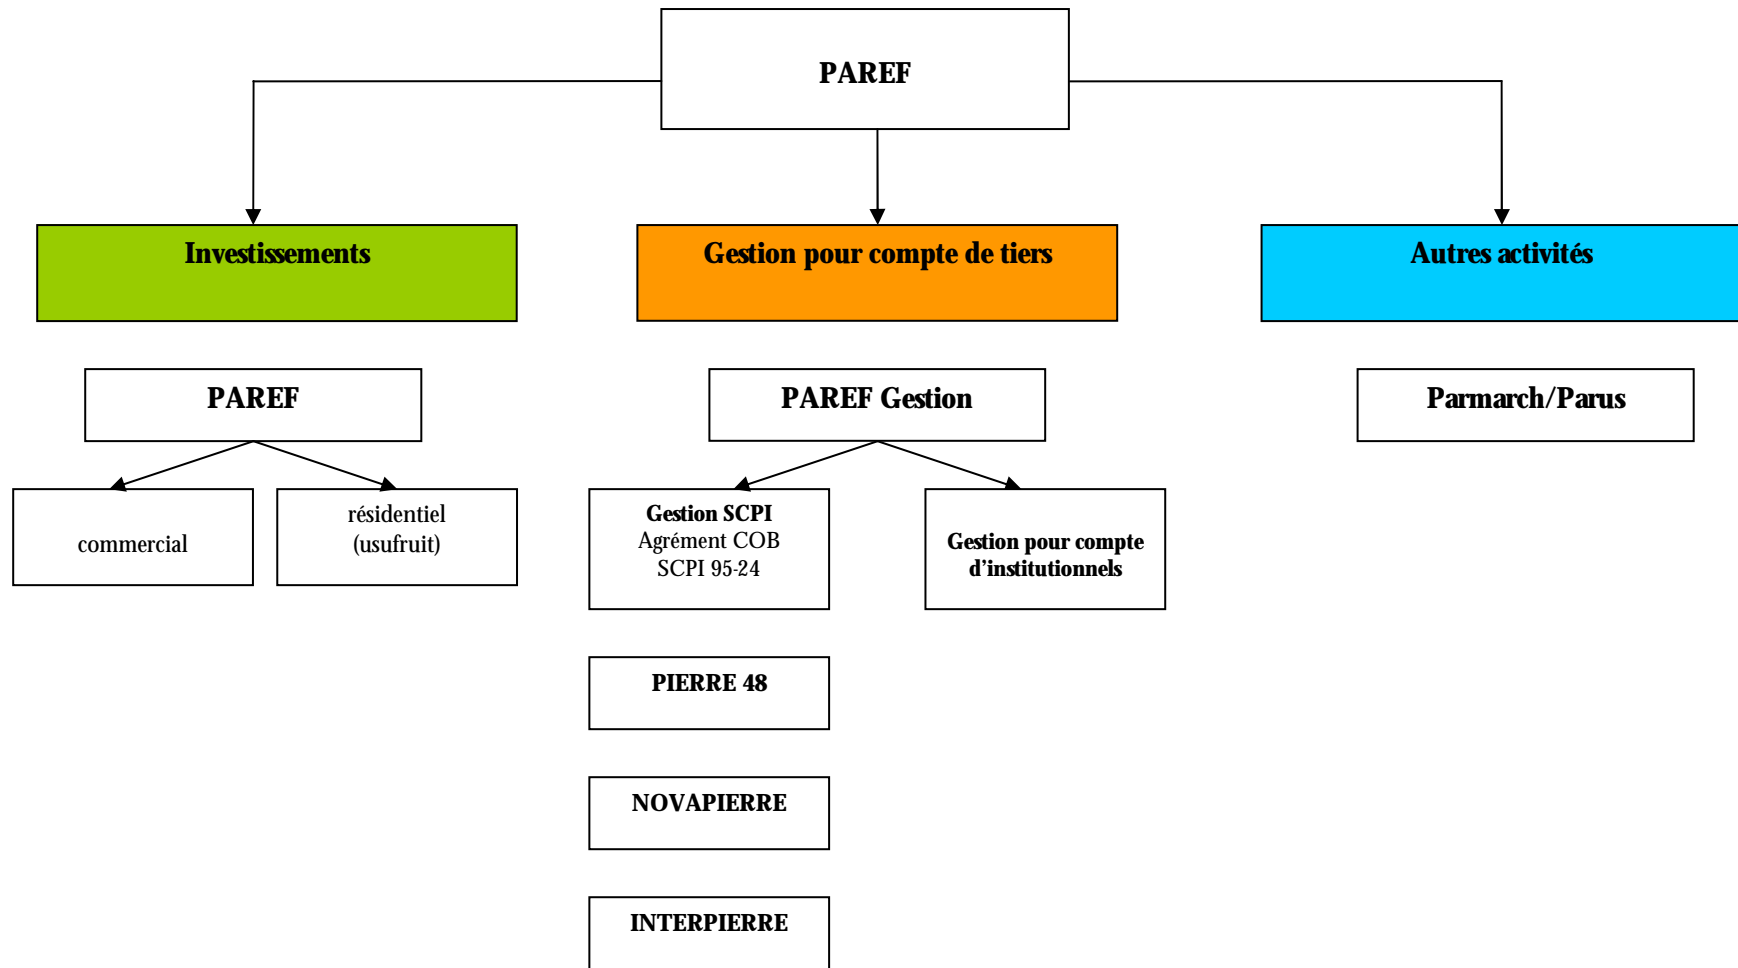 PAREF
Investissements
Gestion pour compte de tiers
Autres activités
PAREF
PAREF Gestion
Parmarch/Parus
commercial
résidentiel
(usufruit)
Gestion SCPI
Agrément COB
SCPI 95-24
Gestion pour compte
d'institutionnels
PIERRE 48
NOVAPIERRE
INTERPIERRE